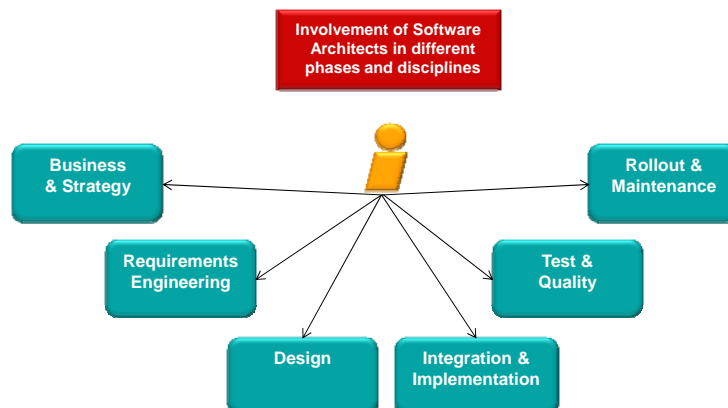 Involvement of Software
Architects in different
phases and disciplines
Business
& Strategy
Rollout &
Maintenance
Requirements
Engineering
Test &
Quality
Design
Integration &
Implementation